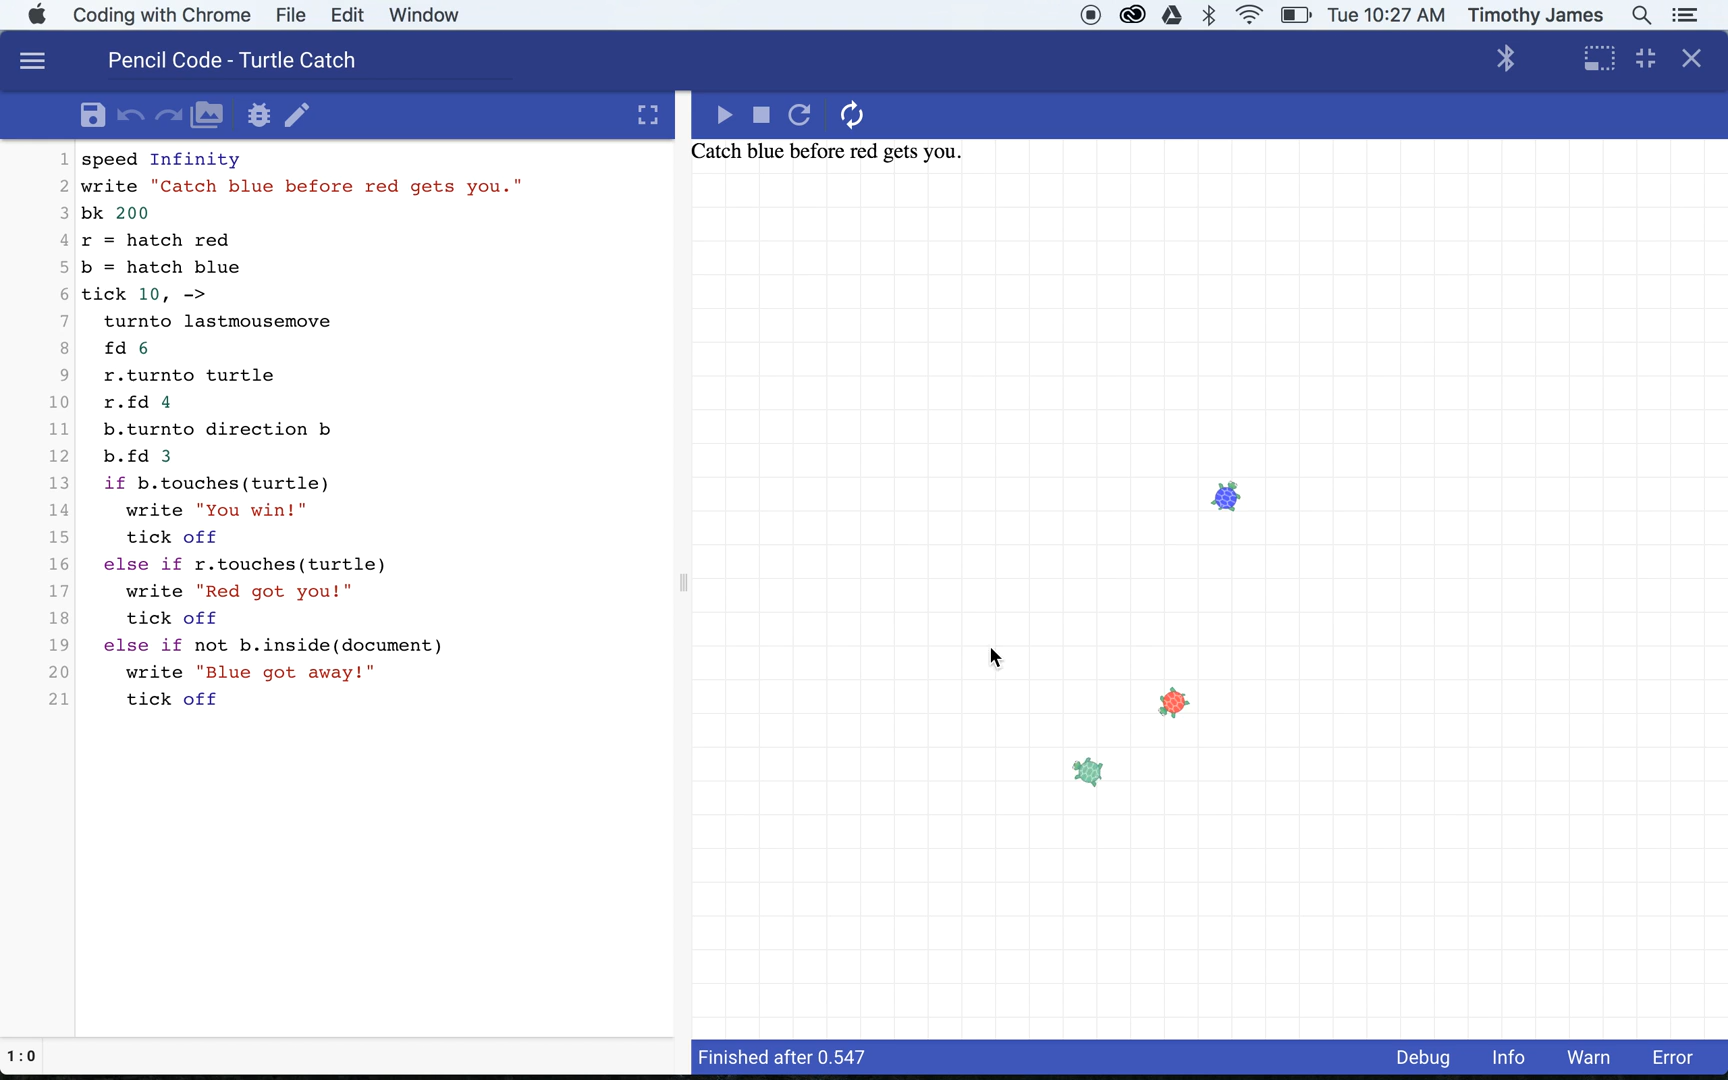 Coding with Chrome File Edit Window Tue 10:27 AM Timothy James
Pencil Code - Turtle Catch
1 speed Infinity
2 write "Catch blue before red gets you."
3 bk 200
4 r = hatch red
5 b = hatch blue
6 tick 10, ->
7 turnto lastmousemove
8 fd 6
9 r.turnto turtle
10 r.fd 4
11 b.turnto direction b
12 b.fd 3
13 if b.touches(turtle)
14 write "You win!"
15 tick off
16 else if r.touches(turtle)
17 write "Red got you!"
18 tick off
19 else if not b.inside(document)
20 write "Blue got away!"
21 tick off
1:0
Catch blue before red gets you.
Finished after 0.547 Debug Info Warn Error